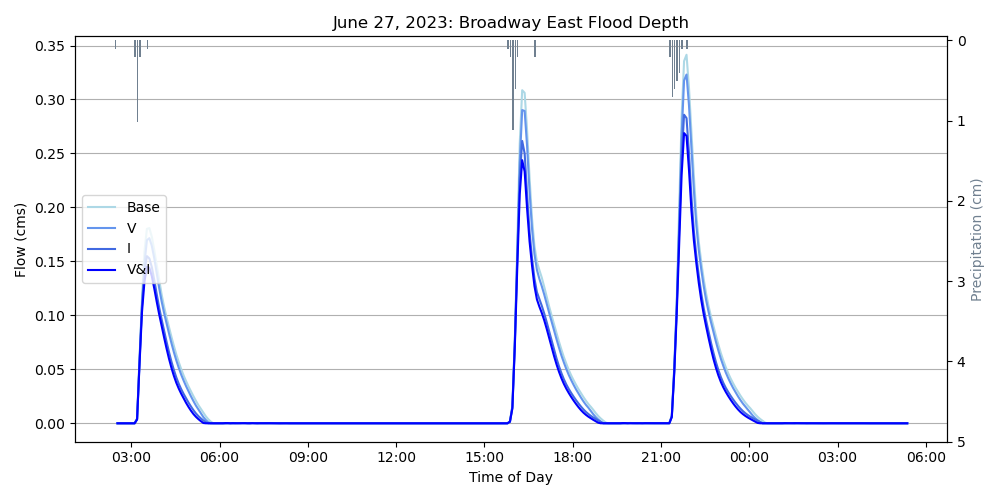 June 27, 2023: Broadway East Flood Depth
0.35
0.30
0.25
0.20
0.15
0.10
0.05
0.00
Flow (cms)
Base
V
I
V&I
0
1
2
3
4
5
Precipitation (cm)
03:00 06:00 09:00 12:00 15:00 18:00 21:00 00:00 03:00 06:00
Time of Day